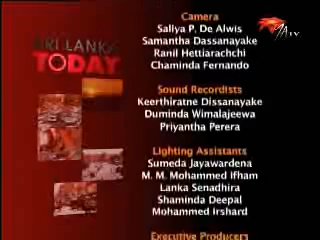 Camera
Saliya P. De Alwis
Samantha Dassanayake
Ranil Hettiarachchi
Chaminda Fernando
SRI LANKA
TODAY
Sound Recordists
Keerthiratne Dissanayake
Duminda Wimalajeewa
Priyantha Perera
Lighting Assistants
Sumeda Jayawardena
M. M. Mohammed Ifham
Lanka Senadhira
Shaminda Deepal
Mohammed Irshard
Executive Producers